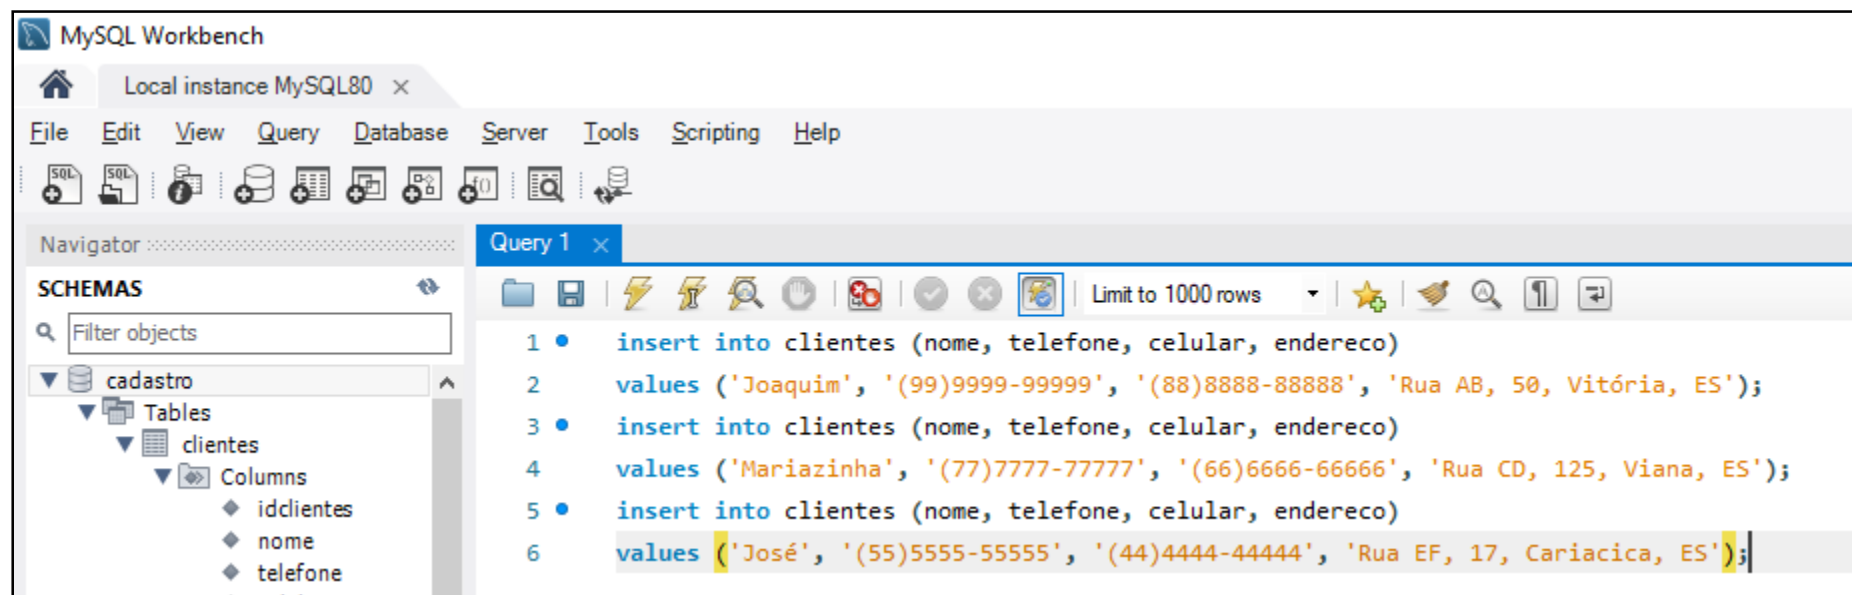 MySQL Workbench
Local instance MySQL80 ×
File Edit View Query Database Server Tools Scripting Help
Navigator
Query 1 ×
SCHEMAS
Limit to 1000 rows
Filter objects
cadastro
Tables
clientes
Columns
idclientes
nome
telefone
1 insert into clientes (nome, telefone, celular, endereco)
2 values ('Joaquim', '(99)9999-99999', '(88)8888-88888', 'Rua AB, 50, Vitória, ES');
3 insert into clientes (nome, telefone, celular, endereco)
4 values ('Mariazinha', '(77)7777-77777', '(66)6666-66666', 'Rua CD, 125, Viana, ES');
5 insert into clientes (nome, telefone, celular, endereco)
6 values ('José', '(55)5555-55555', '(44)4444-44444', 'Rua EF, 17, Cariacica, ES');